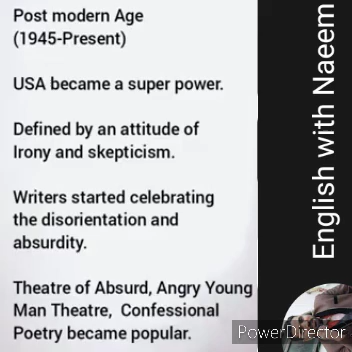 Post modern Age
(1945-Present)
USA became a super power.
Defined by an attitude of
Irony and skepticism.
Writers started celebrating
the disorientation and
absurdity.
Theatre of Absurd, Angry Young
Man Theatre, Confessional
Poetry became popular.
English with Naeem
PowerDirector